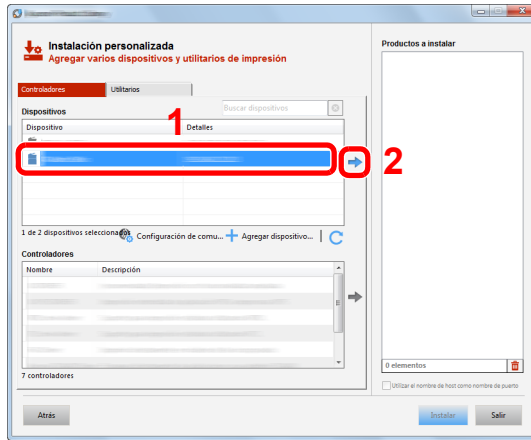 Instalación personalizada
Agregar varios dispositivos y utilitarios de impresión
Productos a instalar
Controladores
Utilitarios
Dispositivos
Buscar dispositivos
Dispositivo
Detalles
1
2
1 de 2 dispositivos seleccionados
Configuración de comu...
Agregar dispositivo...
Controladores
Nombre
Descripción
7 controladores
0 elementos
Utilizar el nombre de host como nombre de puerto
Atrás
Instalar
Salir